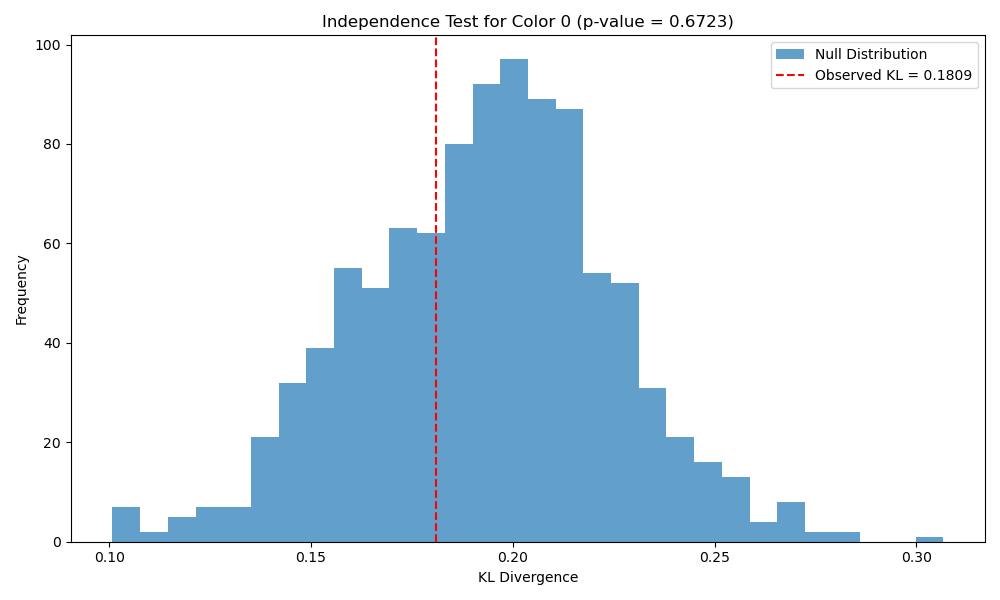 Independence Test for Color 0 (p-value = 0.6723)
Null Distribution
Observed KL = 0.1809
100
80
60
40
20
0
Frequency
0.10 0.15 0.20 0.25 0.30
KL Divergence